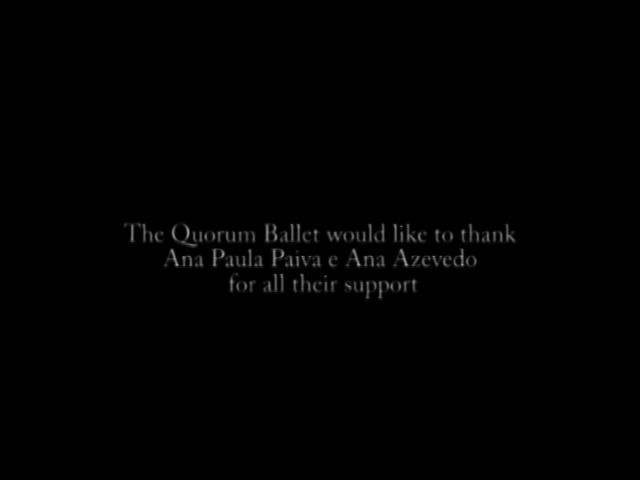 The Quorum Ballet would like to thank
Ana Paula Paiva e Ana Azevedo
for all their support